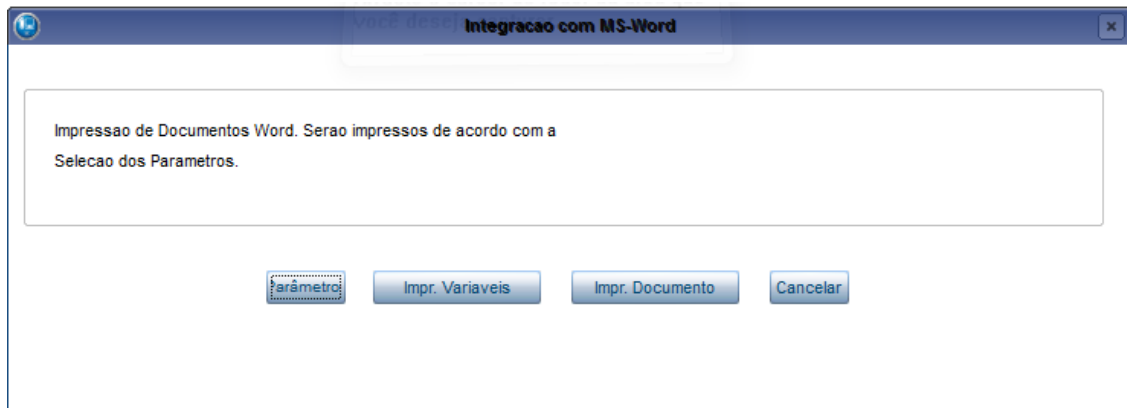 Integracao com MS-Word
Impressao de Documentos Word. Serao impressos de acordo com a
Selecao dos Parametros.
Parâmetro Impr. Variaveis Impr. Documento Cancelar